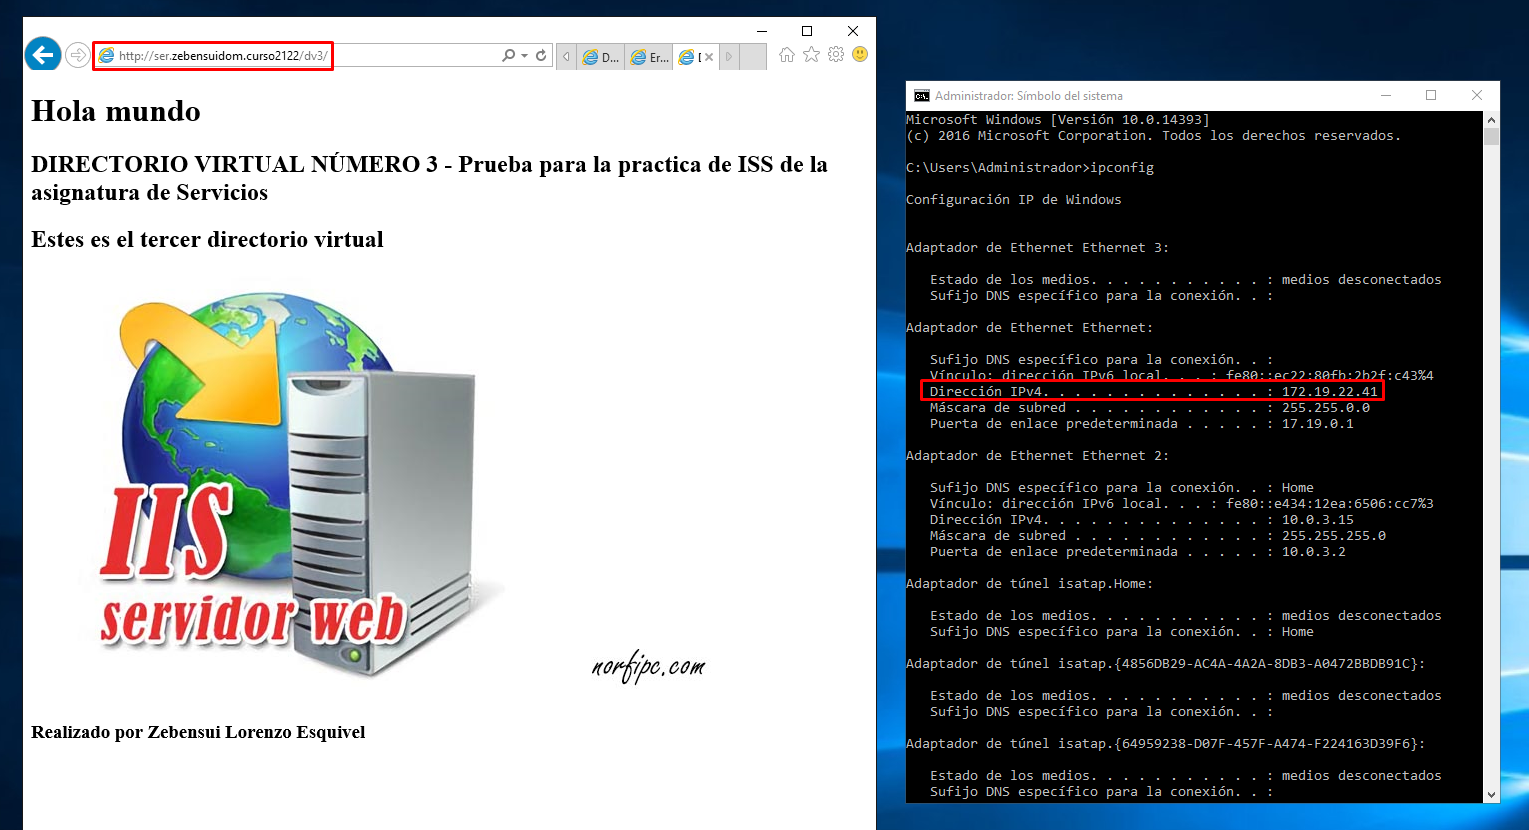 http://ser.zebensuidom.curso2122/dv3/
D...
Er...
Hola mundo
DIRECTORIO VIRTUAL NÚMERO 3 - Prueba para la practica de ISS de la
asignatura de Servicios
Estes es el tercer directorio virtual
IIS
servidor web
norfipc.com
Realizado por Zebensui Lorenzo Esquivel
Administrador: Símbolo del sistema
Microsoft Windows [Versión 10.0.14393]
(c) 2016 Microsoft Corporation. Todos los derechos reservados.
C:\Users\Administrador>ipconfig
Configuración IP de Windows
Adaptador de Ethernet Ethernet 3:
Estado de los medios. . . . . . . . . . . : medios desconectados
Sufijo DNS específico para la conexión. . :
Adaptador de Ethernet Ethernet:
Sufijo DNS específico para la conexión. . :
Vínculo: dirección IPv6 local. . . : fe80::ec22:80fb:2b2f:c43%4
Dirección IPv4. . . . . . . . . . . . . . : 172.19.22.41
Máscara de subred . . . . . . . . . . . . : 255.255.0.0
Puerta de enlace predeterminada . . . . . : 17.19.0.1
Adaptador de Ethernet Ethernet 2:
Sufijo DNS específico para la conexión. . : Home
Vínculo: dirección IPv6 local. . . : fe80::e434:12ea:6506:cc7%3
Dirección IPv4. . . . . . . . . . . . . . : 10.0.3.15
Máscara de subred . . . . . . . . . . . . : 255.255.255.0
Puerta de enlace predeterminada . . . . . : 10.0.3.2
Adaptador de túnel isatap.Home:
Estado de los medios. . . . . . . . . . . : medios desconectados
Sufijo DNS específico para la conexión. . : Home
Adaptador de túnel isatap.{4856DB29-AC4A-4A2A-8DB3-A0472BBDB91C}:
Estado de los medios. . . . . . . . . . . : medios desconectados
Sufijo DNS específico para la conexión. . :
Adaptador de túnel isatap.{64959238-D07F-457F-A474-F224163D39F6}:
Estado de los medios. . . . . . . . . . . : medios desconectados
Sufijo DNS específico para la conexión. . :